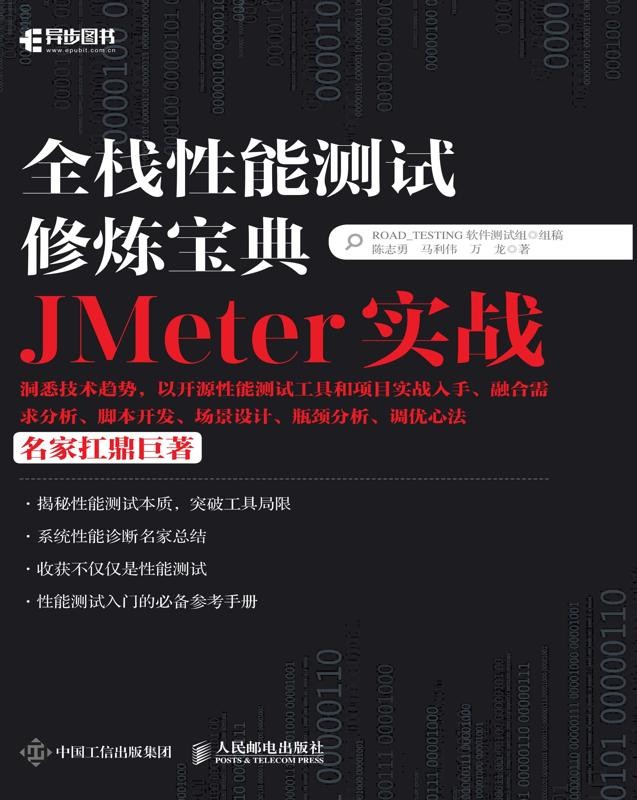 异步图书
www.epubit.com.cn
全栈性能测试
修炼宝典
ROAD_TESTING 软件测试组◎组稿
陈志勇 马利伟 万 龙◎著
JMeter 实战
洞悉技术趋势，以开源性能测试工具和项目实战入手、融合需
求分析、脚本开发、场景设计、瓶颈分析、调优心法
名家扛鼎巨著
· 揭秘性能测试本质，突破工具局限
· 系统性能诊断名家总结
· 收获不仅仅是性能测试
· 性能测试入门的必备参考手册
中国工信出版集团
人民邮电出版社
POSTS & TELECOM PRESS